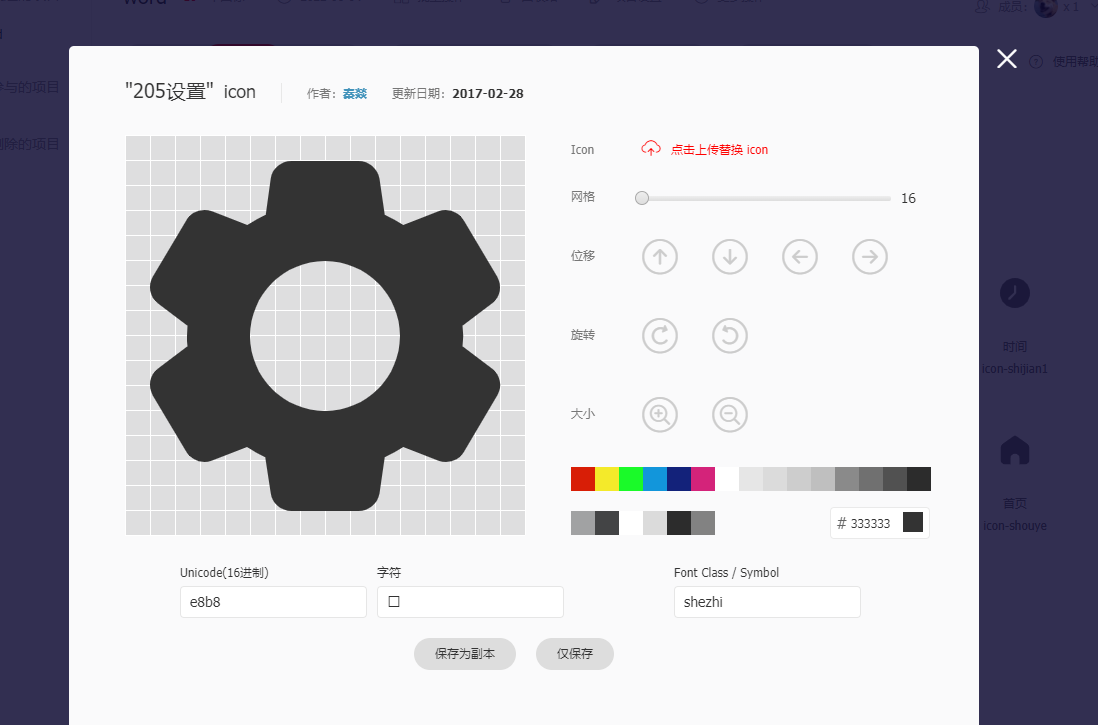 成员:
x 1
使用帮助
与的项目
除的项目
"205设置" icon
作者:
更新日期: 2017-02-28
Icon
点击上传替换 icon
网格
16
位移
旋转
大小
# 333333
Unicode(16进制)
字符
Font Class / Symbol
e8b8
shezhi
保存为副本
仅保存
时间
icon-shijian1
首页
icon-shouye